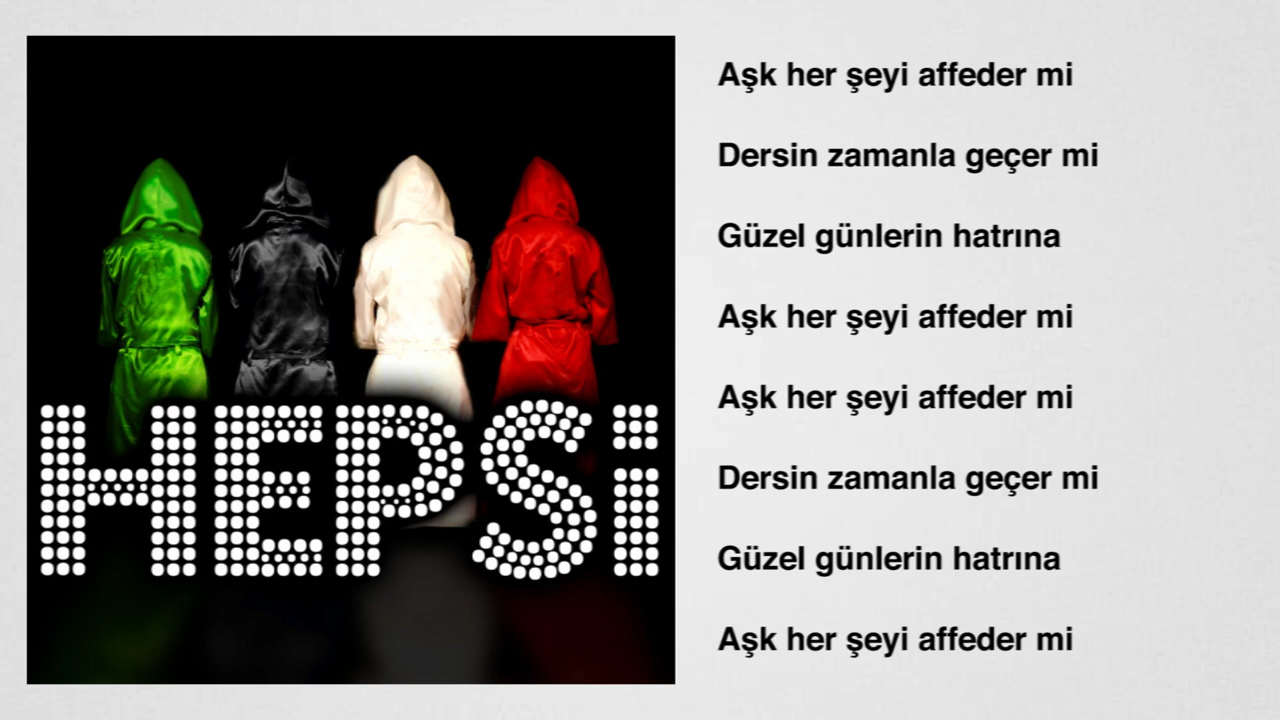 HEPSi
Aşk her şeyi affeder mi
Dersin zamanla geçer mi
Güzel günlerin hatrına
Aşk her şeyi affeder mi
Aşk her şeyi affeder mi
Dersin zamanla geçer mi
Güzel günlerin hatrına
Aşk her şeyi affeder mi